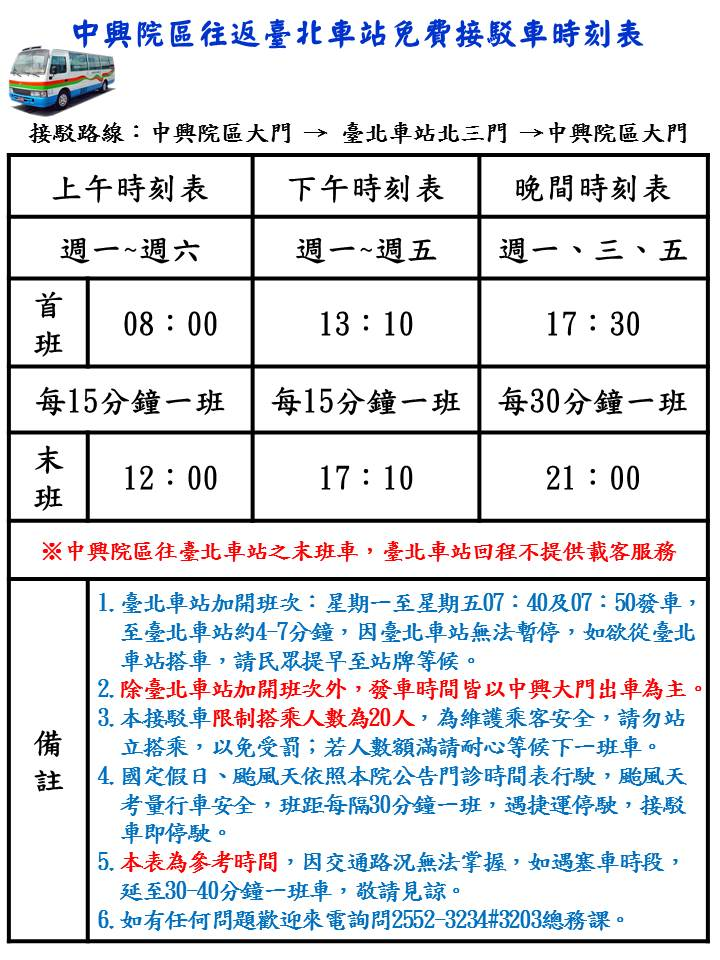 中興院區往返臺北車站免費接駁車時刻表
接駁路線：中興院區大門 → 臺北車站北三門 →中興院區大門
上午時刻表 下午時刻表 晚間時刻表
週一~週六 週一~週五 週一、三、五
首班 08：00 13：10 17：30
每15分鐘一班 每15分鐘一班 每30分鐘一班
末班 12：00 17：10 21：00
※中興院區往臺北車站之末班車，臺北車站回程不提供載客服務
備註
1.臺北車站加開班次：星期一至星期五07：40及07：50發車，
至臺北車站約4-7分鐘，因臺北車站無法暫停，如欲從臺北
車站搭車，請民眾提早至站牌等候。
2.除臺北車站加開班次外，發車時間皆以中興大門出車為主。
3.本接駁車限制搭乘人數為20人，為維護乘客安全，請勿站
立搭乘，以免受罰；若人數額滿請耐心等候下一班車。
4.國定假日、颱風天依照本院公告門診時間表行駛，颱風天
考量行車安全，班距每隔30分鐘一班，遇捷運停駛，接駁
車即停駛。
5.本表為參考時間，因交通路況無法掌握，如遇塞車時段，
延至30-40分鐘一班車，敬請見諒。
6.如有任何問題歡迎來電詢問2552-3234#3203總務課。